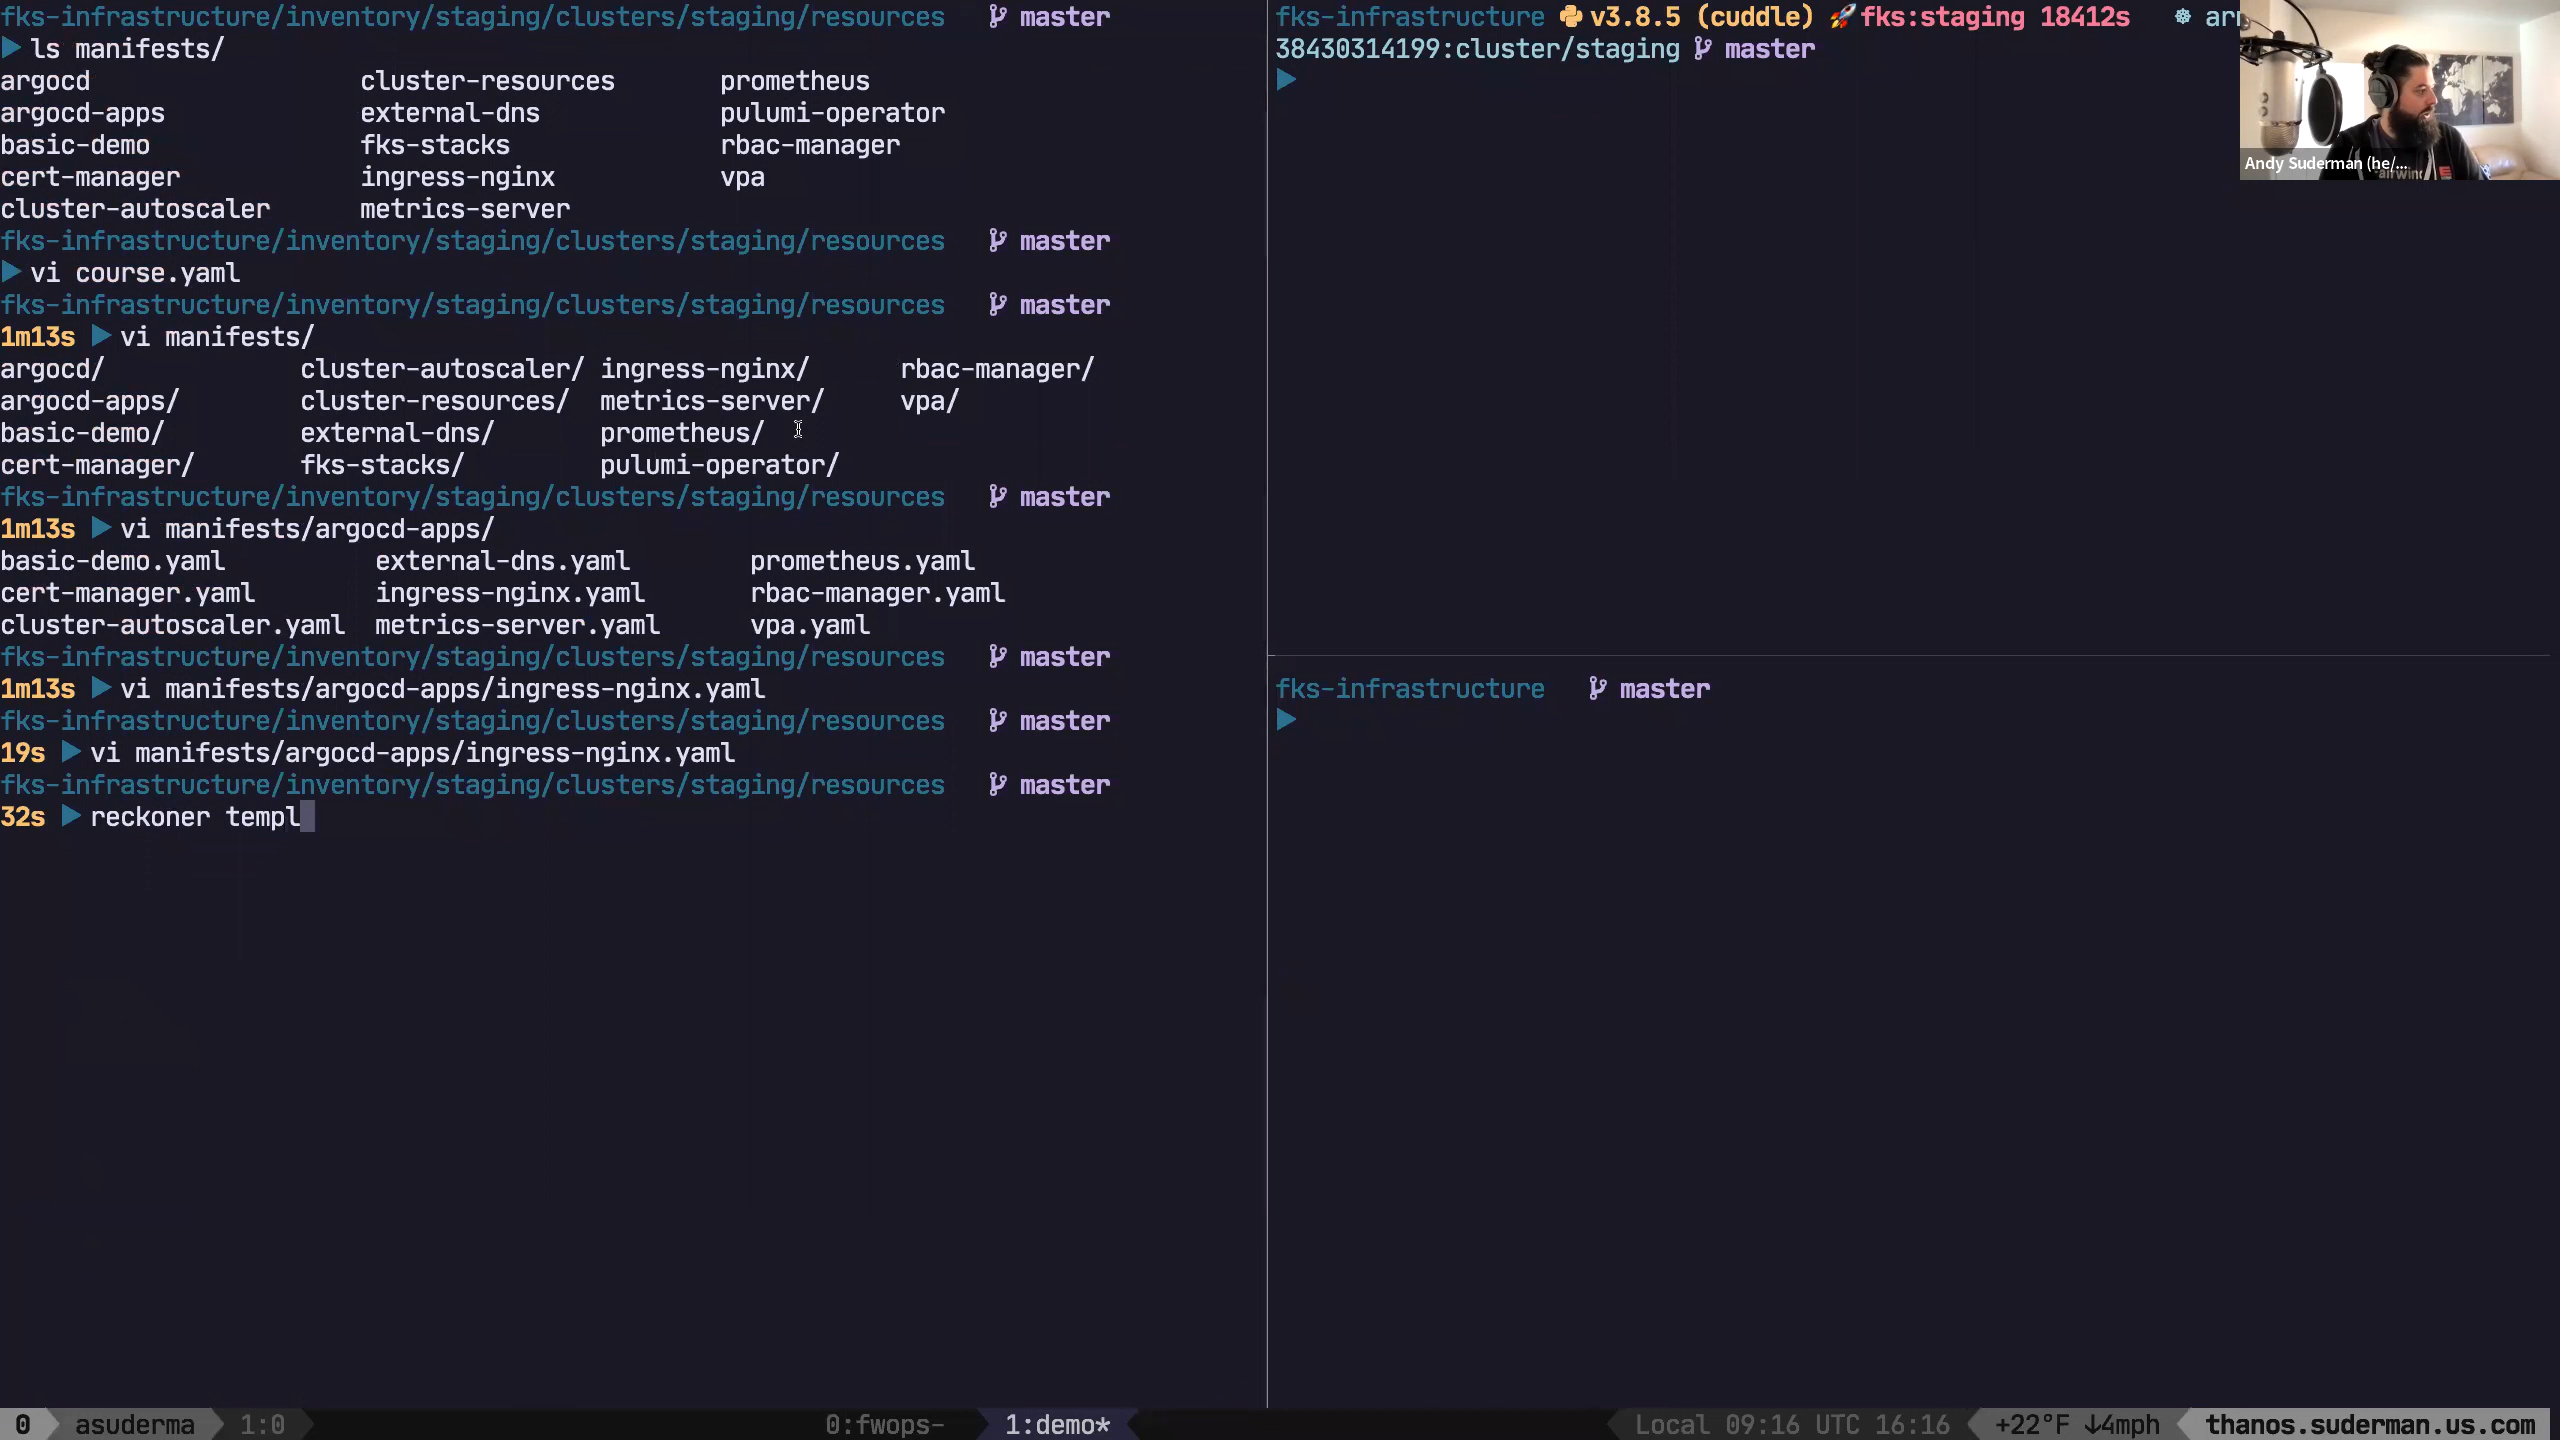 fks-infrastructure/inventory/staging/clusters/staging/resources master
ls manifests/
argocd cluster-resources prometheus
argocd-apps external-dns pulumi-operator
basic-demo fks-stacks rbac-manager
cert-manager ingress-nginx vpa
cluster-autoscaler metrics-server
fks-infrastructure/inventory/staging/clusters/staging/resources master
vi course.yaml
fks-infrastructure/inventory/staging/clusters/staging/resources master
1m13s vi manifests/
argocd/ cluster-autoscaler/ ingress-nginx/ rbac-manager/
argocd-apps/ cluster-resources/ metrics-server/ vpa/
basic-demo/ external-dns/ prometheus/
cert-manager/ fks-stacks/ pulumi-operator/
fks-infrastructure/inventory/staging/clusters/staging/resources master
1m13s vi manifests/argocd-apps/
basic-demo.yaml external-dns.yaml prometheus.yaml
cert-manager.yaml ingress-nginx.yaml rbac-manager.yaml
cluster-autoscaler.yaml metrics-server.yaml vpa.yaml
fks-infrastructure/inventory/staging/clusters/staging/resources master
1m13s vi manifests/argocd-apps/ingress-nginx.yaml
fks-infrastructure/inventory/staging/clusters/staging/resources master
19s vi manifests/argocd-apps/ingress-nginx.yaml
fks-infrastructure/inventory/staging/clusters/staging/resources master
32s reckoner templ
fks-infrastructure v3.8.5 (cuddle) fks:staging 18412s
38430314199:cluster/staging master
Andy Suderman (he/...
fks-infrastructure master
0 asuderma 1:0 0:fwops- 1:demo* Local 09:16 UTC 16:16 +22°F ↓4mph thanos.suderman.us.com